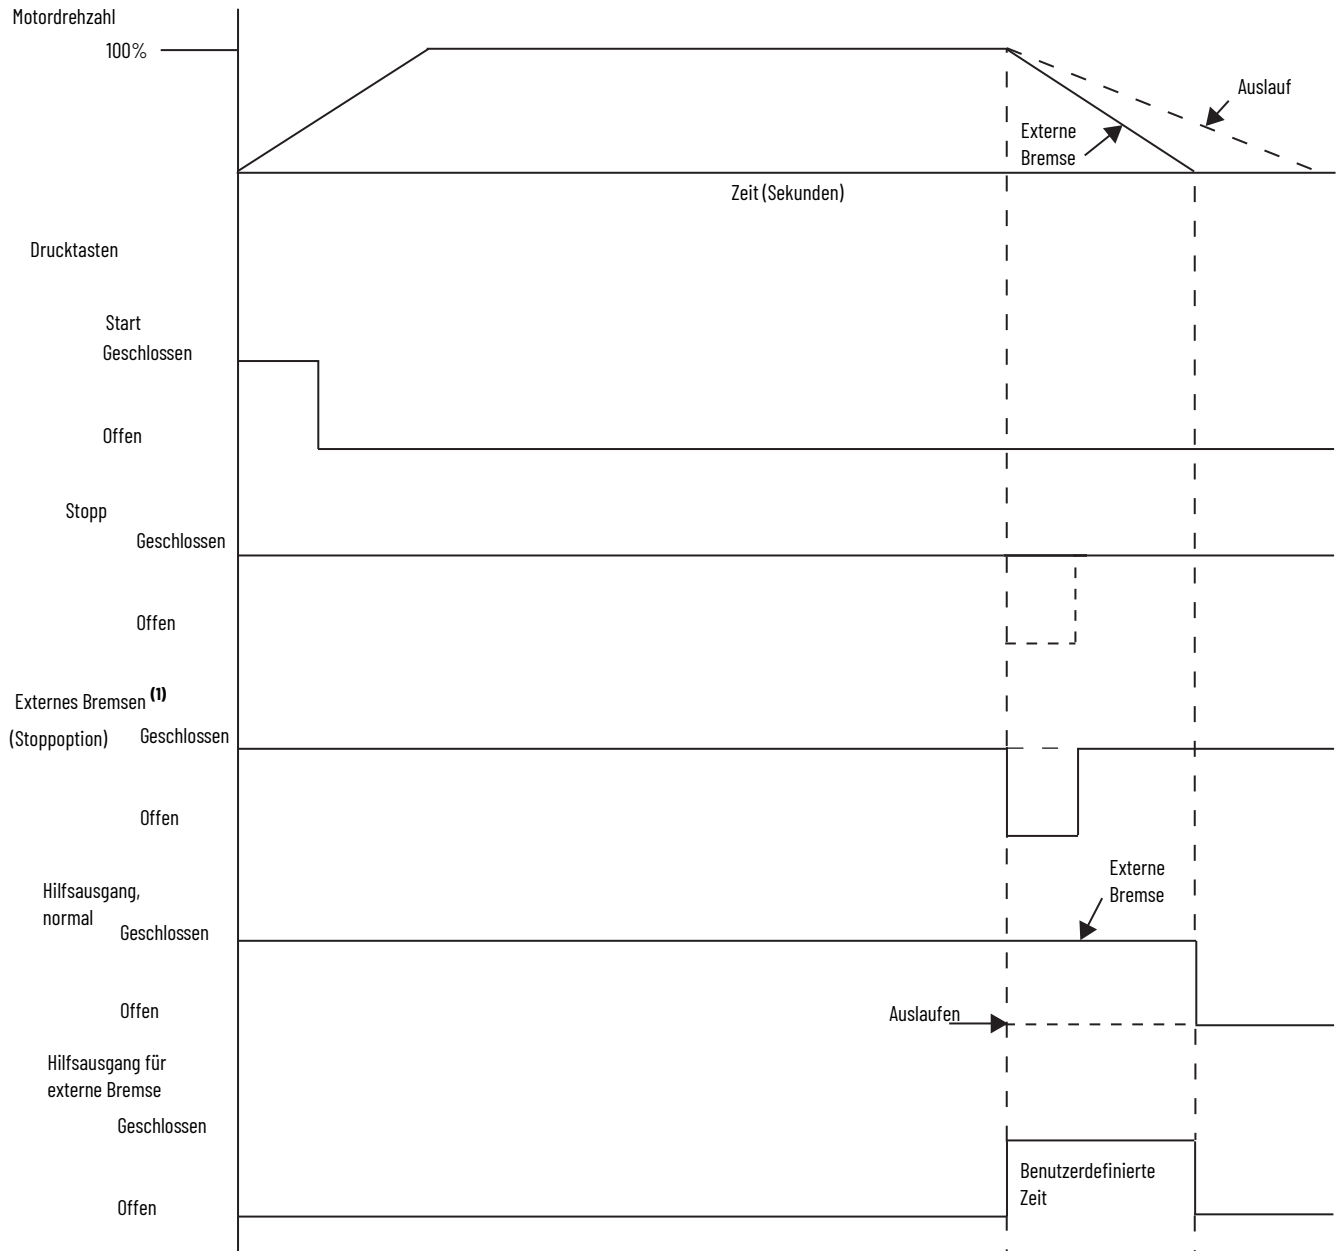 Motordrehzahl
100%
Auslauf
Externe
Bremse
Zeit (Sekunden)
Drucktasten
Start
Geschlossen
Offen
Stopp
Geschlossen
Offen
Externes Bremsen (1)
(Stoppoption) Geschlossen
Offen
Externe
Bremse
Hilfsausgang,
normal
Geschlossen
Offen
Auslaufen
Hilfsausgang für
externe Bremse
Geschlossen
Benutzerdefinierte
Zeit
Offen